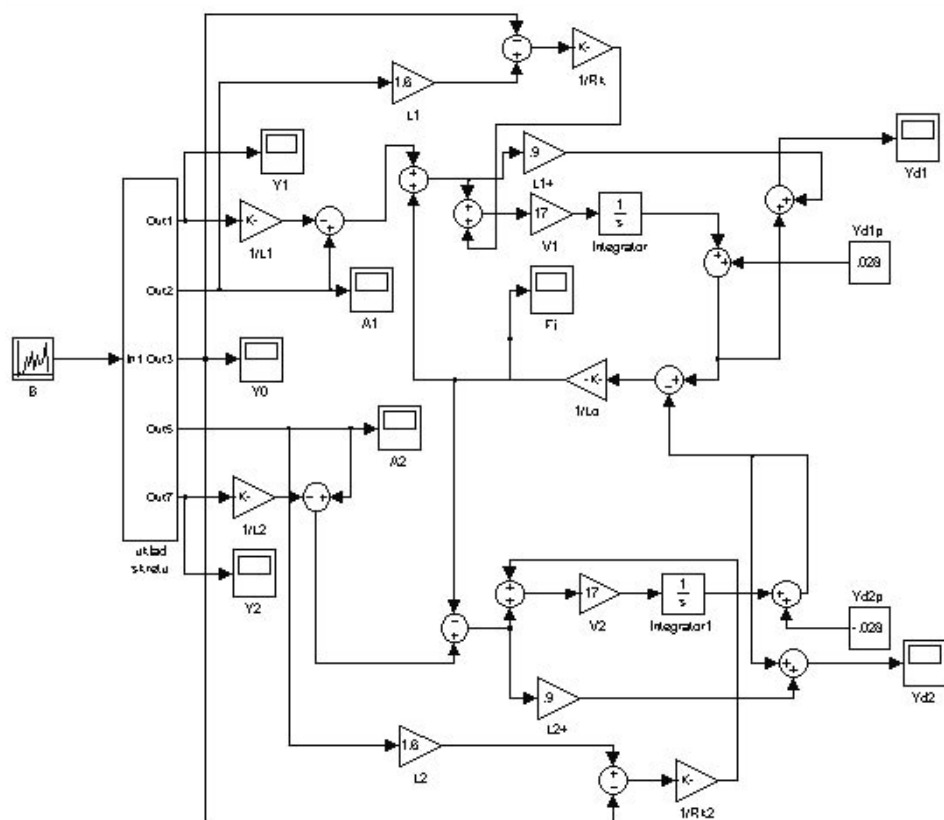 K-
1/Rk
1.6
L1
Y1
.9
L1+
Yd1
Out1
K-
1/L1
17
V1
1
s
Integrator
Yd1p
.028
Out2
A1
Fi
In1
Out3
B
Y0
-K-
1/La
Out5
A2
Out7
K-
1/L2
układ
skrętu
Y2
17
V2
1
s
Integrator1
Yd2p
-.028
Yd2
.9
L2+
1.6
L2
K-
1/Rk2